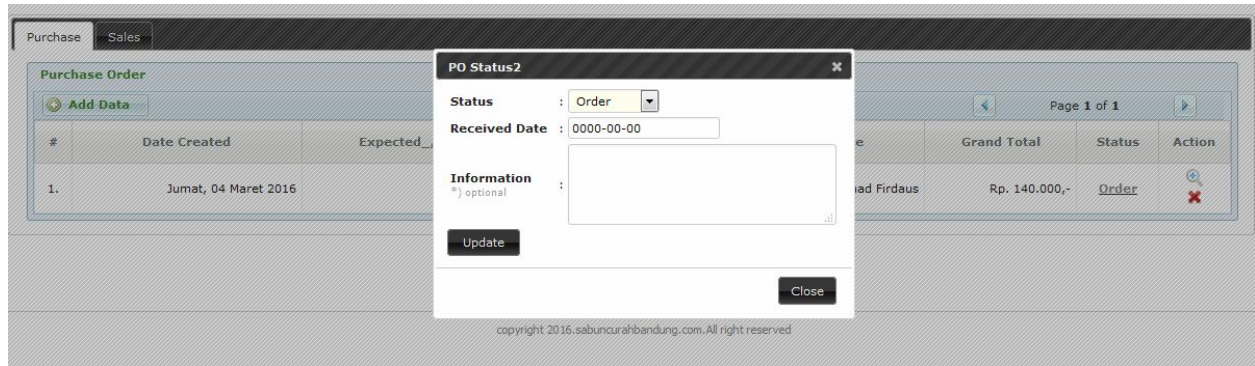 Purchase Sales
Purchase Order
Add Data
Page 1 of 1
# Date Created Expected_ Grand Total Status Action
1. Jumat, 04 Maret 2016 Firdaus Rp. 140.000,- Order
PO Status2
Status : Order
Received Date : 0000-00-00
Information :
*) optional
Update
Close
copyright 2016.sabuncurahbandung.com.All right reserved